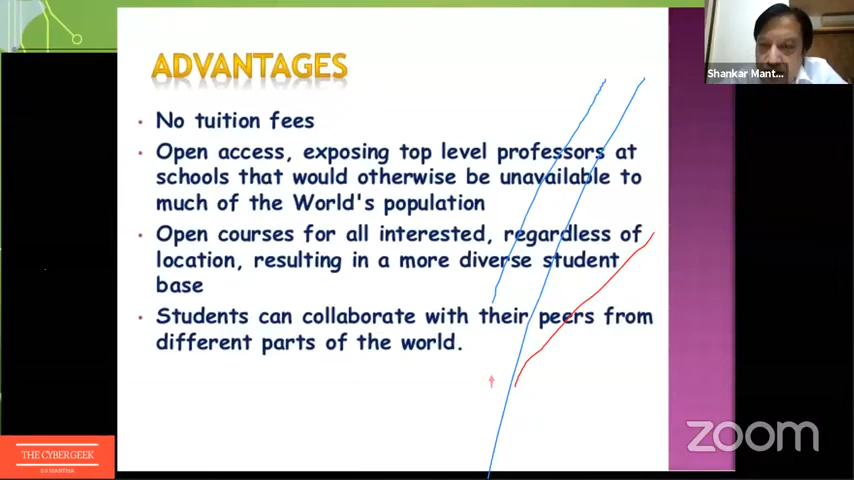 ADVANTAGES
Shankar Mant...
• No tuition fees
• Open access, exposing top level professors at
schools that would otherwise be unavailable to
much of the World's population
• Open courses for all interested, regardless of
location, resulting in a more diverse student
base
• Students can collaborate with their peers from
different parts of the world.
zoom
THE CYBERGEEK
S S MANTHA